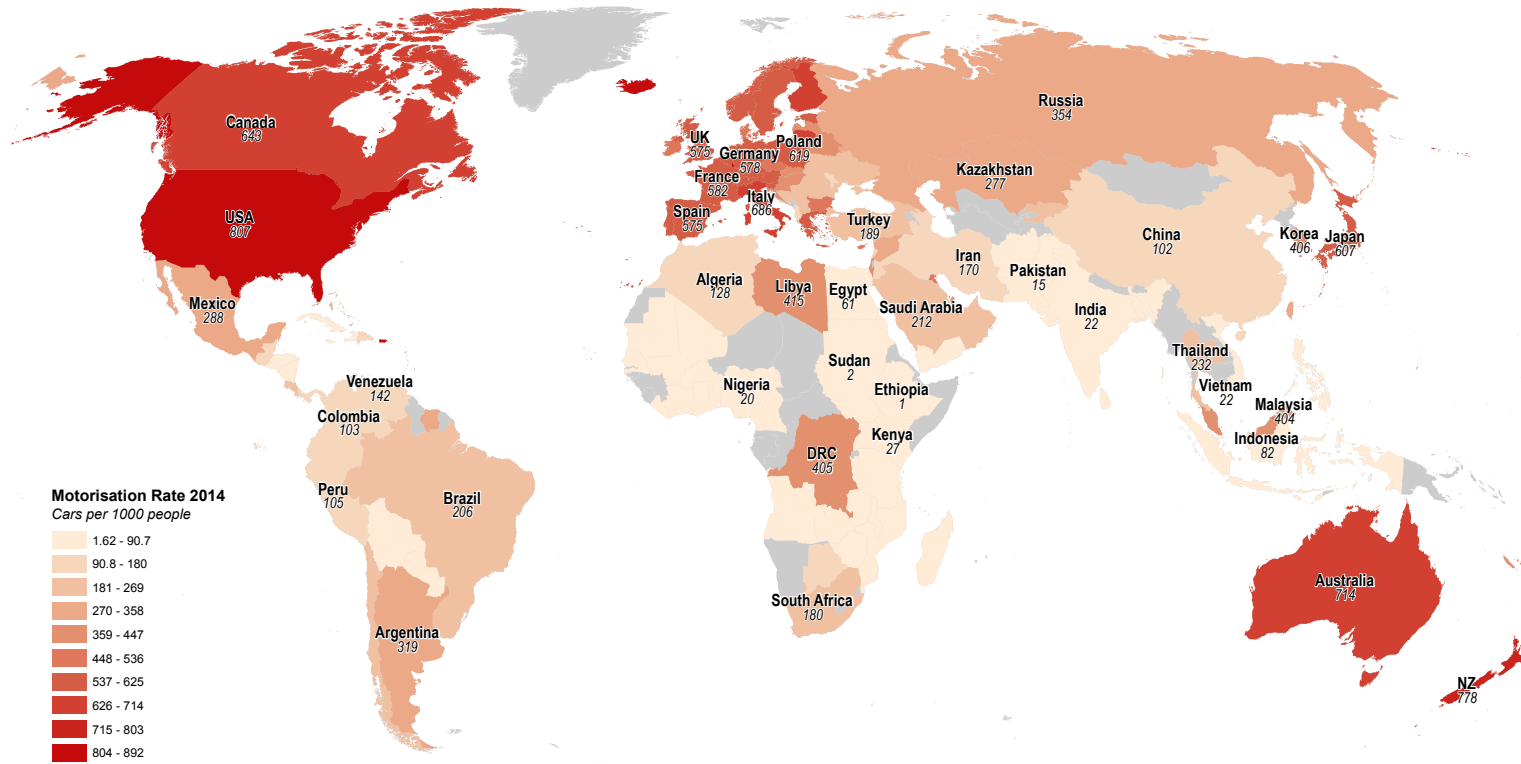 Canada
643
USA
807
Mexico
288
Venezuela
142
Colombia
103
Peru
105
Brazil
206
Argentina
319
UK
575
Germany
578
Poland
619
France
582
Italy
686
Spain
575
Turkey
189
Russia
354
Kazakhstan
277
China
102
Korea
406
Japan
607
Iran
170
Pakistan
15
India
22
Saudi Arabia
212
Algeria
128
Libya
415
Egypt
61
Sudan
2
Nigeria
20
Ethiopia
1
Kenya
27
DRC
405
South Africa
180
Thailand
232
Vietnam
22
Malaysia
404
Indonesia
82
Australia
714
NZ
778
Motorisation Rate 2014
Cars per 1000 people
1.62 - 90.7
90.8 - 180
181 - 269
270 - 358
359 - 447
448 - 536
537 - 625
626 - 714
715 - 803
804 - 892